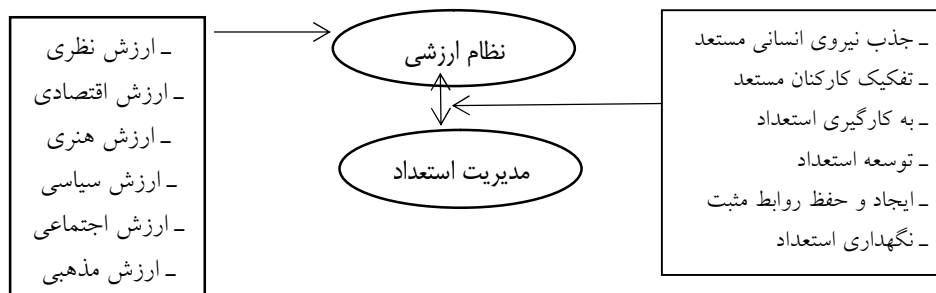 نظام ارزشی
مدیریت استعداد
ـ جذب نیروی انسانی مستعد
ـ تفکیک کارکنان مستعد
ـ به کارگیری استعداد
ـ توسعه استعداد
ـ ایجاد و حفظ روابط مثبت
ـ نگهداری استعداد
ـ ارزش نظری
ـ ارزش اقتصادی
ـ ارزش هنری
ـ ارزش سیاسی
ـ ارزش اجتماعی
ـ ارزش مذهبی